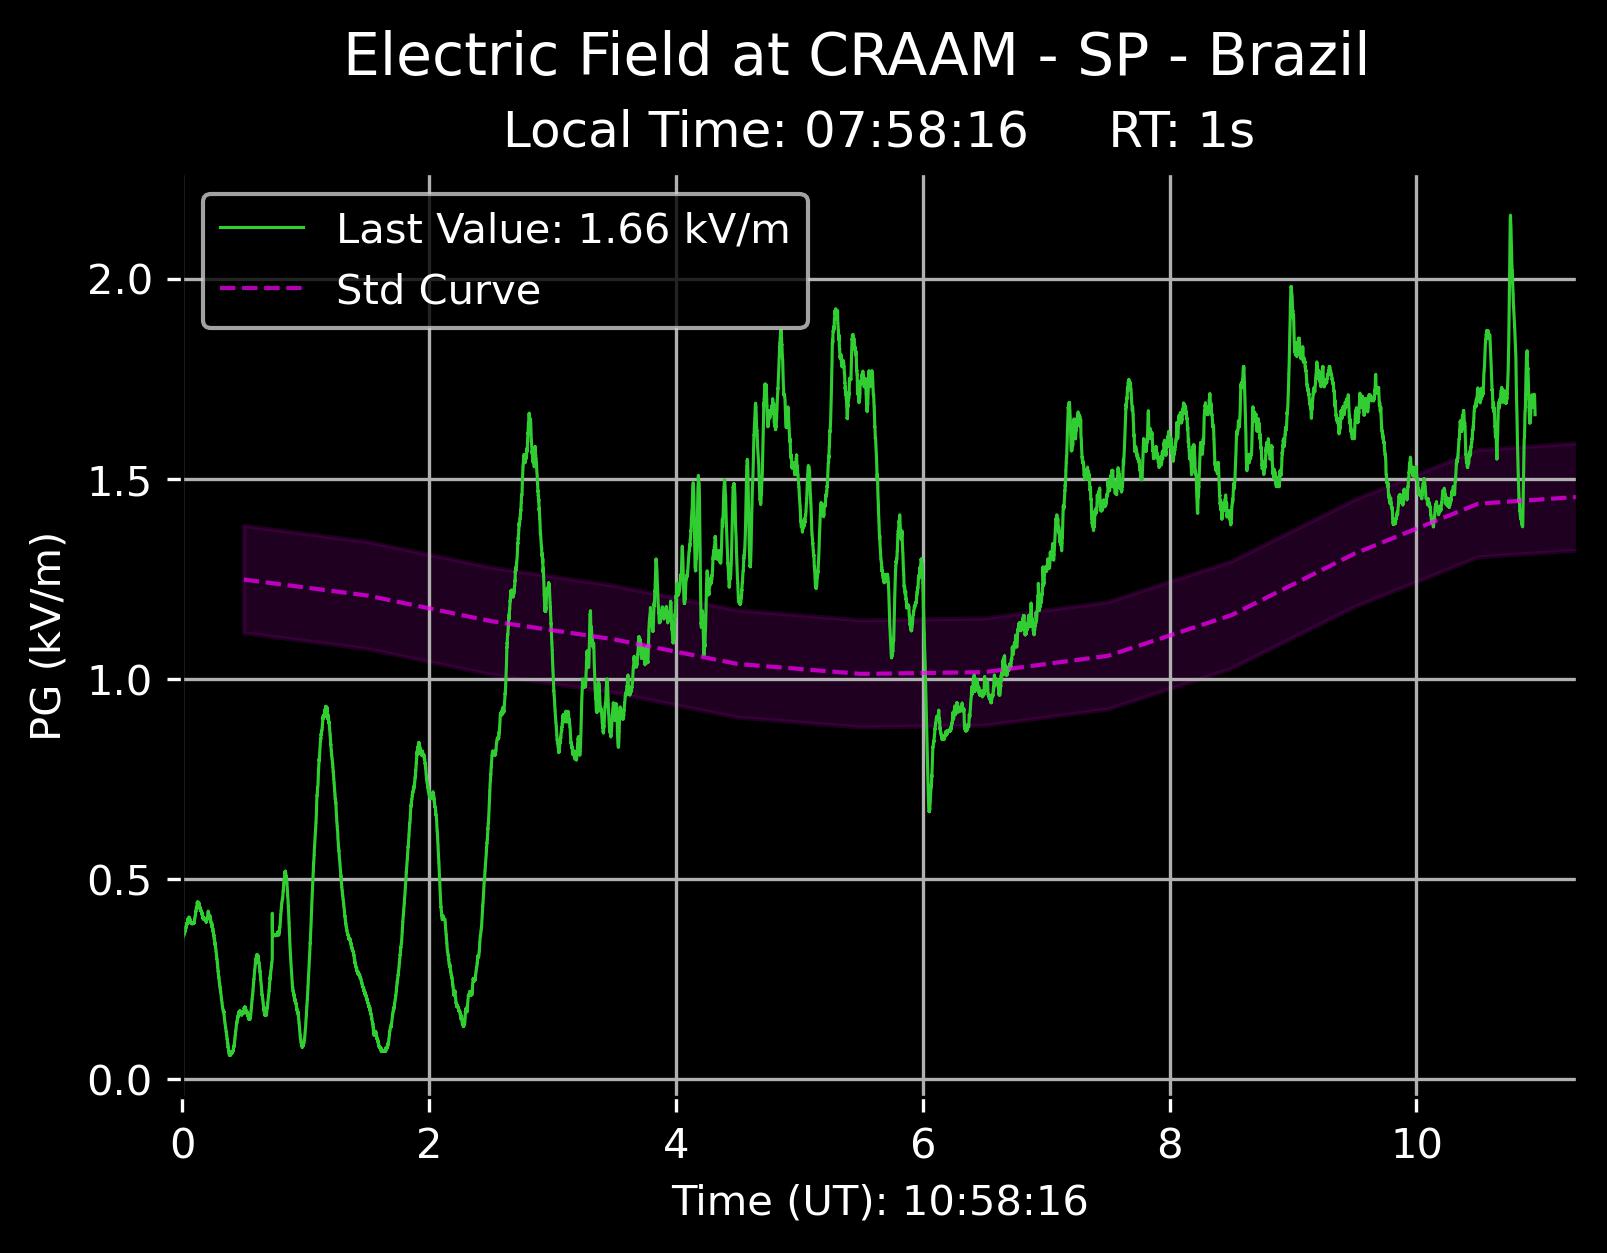 Electric Field at CRAAM - SP - Brazil
Local Time: 07:58:16 RT: 1s
Last Value: 1.66 kV/m
Std Curve
2.0
1.5
1.0
0.5
0.0
PG (kV/m)
0 2 4 6 8 10
Time (UT): 10:58:16